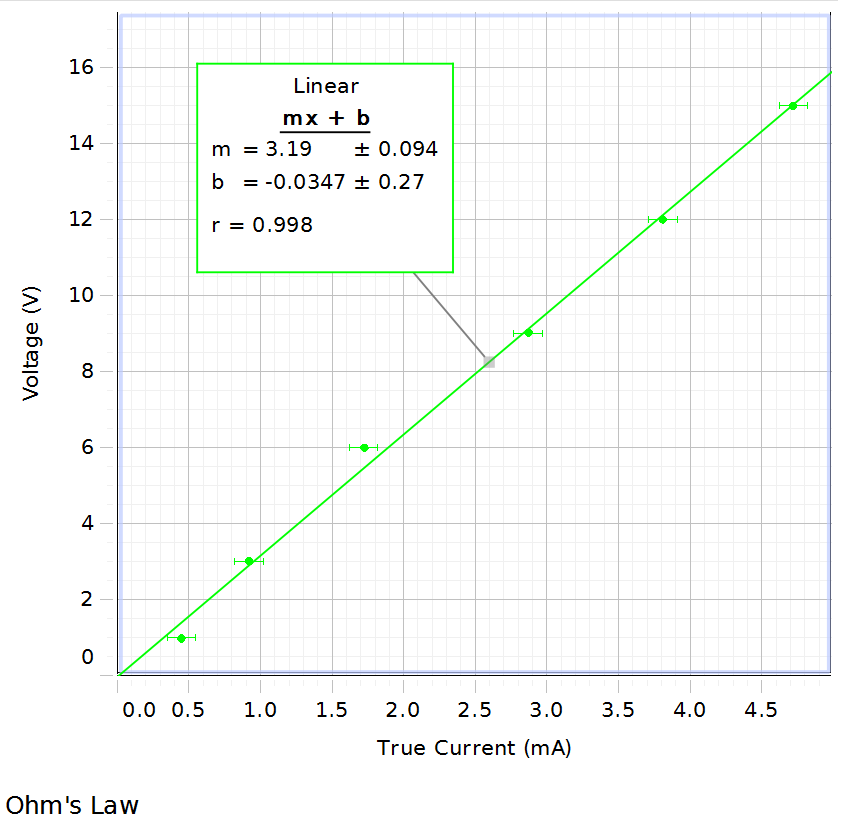 16
14
12
10
8
6
4
2
0
Voltage (V)
Linear
mx + b
m = 3.19 ± 0.094
b = -0.0347 ± 0.27
r = 0.998
0.0 0.5 1.0 1.5 2.0 2.5 3.0 3.5 4.0 4.5
True Current (mA)
Ohm's Law